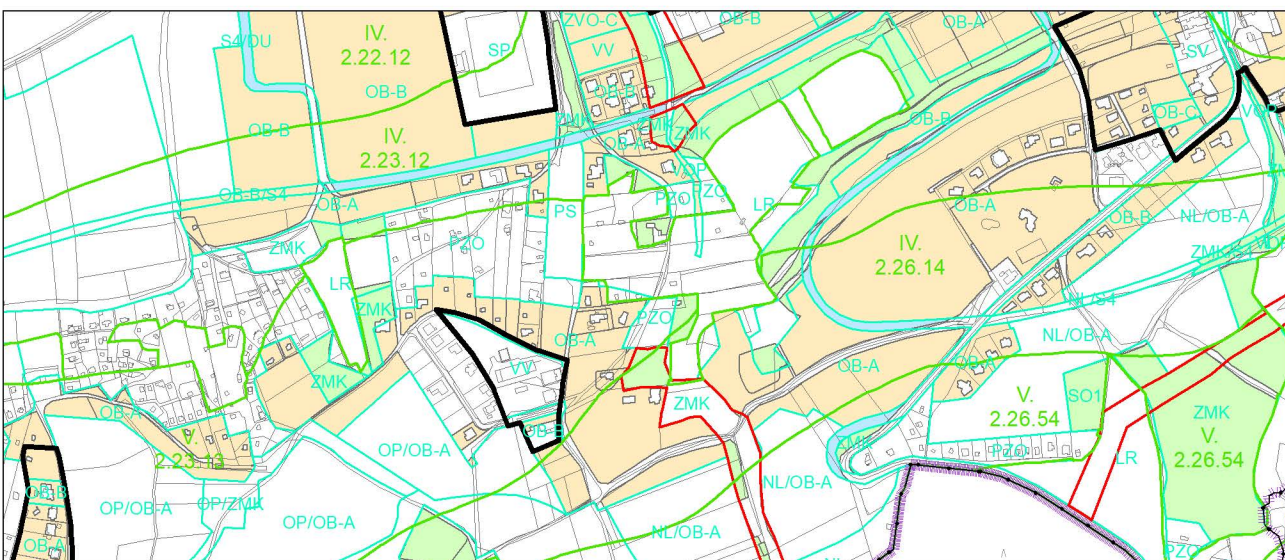 ZVO-C
OB-B
OB-A
S4/DU
IV.
2.22.12
SP
VV
SV
OB-B
OB-B
OB-B
IV.
2.23.12
ZMK
ZMK
ZMK
OB-A
OB-B
OB-C
OB-B/S4
OB-A
VOP
PZO
PZO
LR
OB-A
PS
OB-B
NL/OB-A
ZMK
PZO
IV.
2.26.14
ZMK/S4
LR
ZMK
NL/S4
PZO
OB-A
NL/OB-A
OB-A
OB-A
VV
ZMK
V.
2.26.54
SO1
ZMK
V.
2.26.54
ZMK
OB-A
OB-B
ZMK
V.
2.23.13
OP/OB-A
PZO
LR
OB-B
NL/OB-A
OP/OB-A
OP/ZMK
OP/OB-A
NL/OB-A
OB-A
PZO